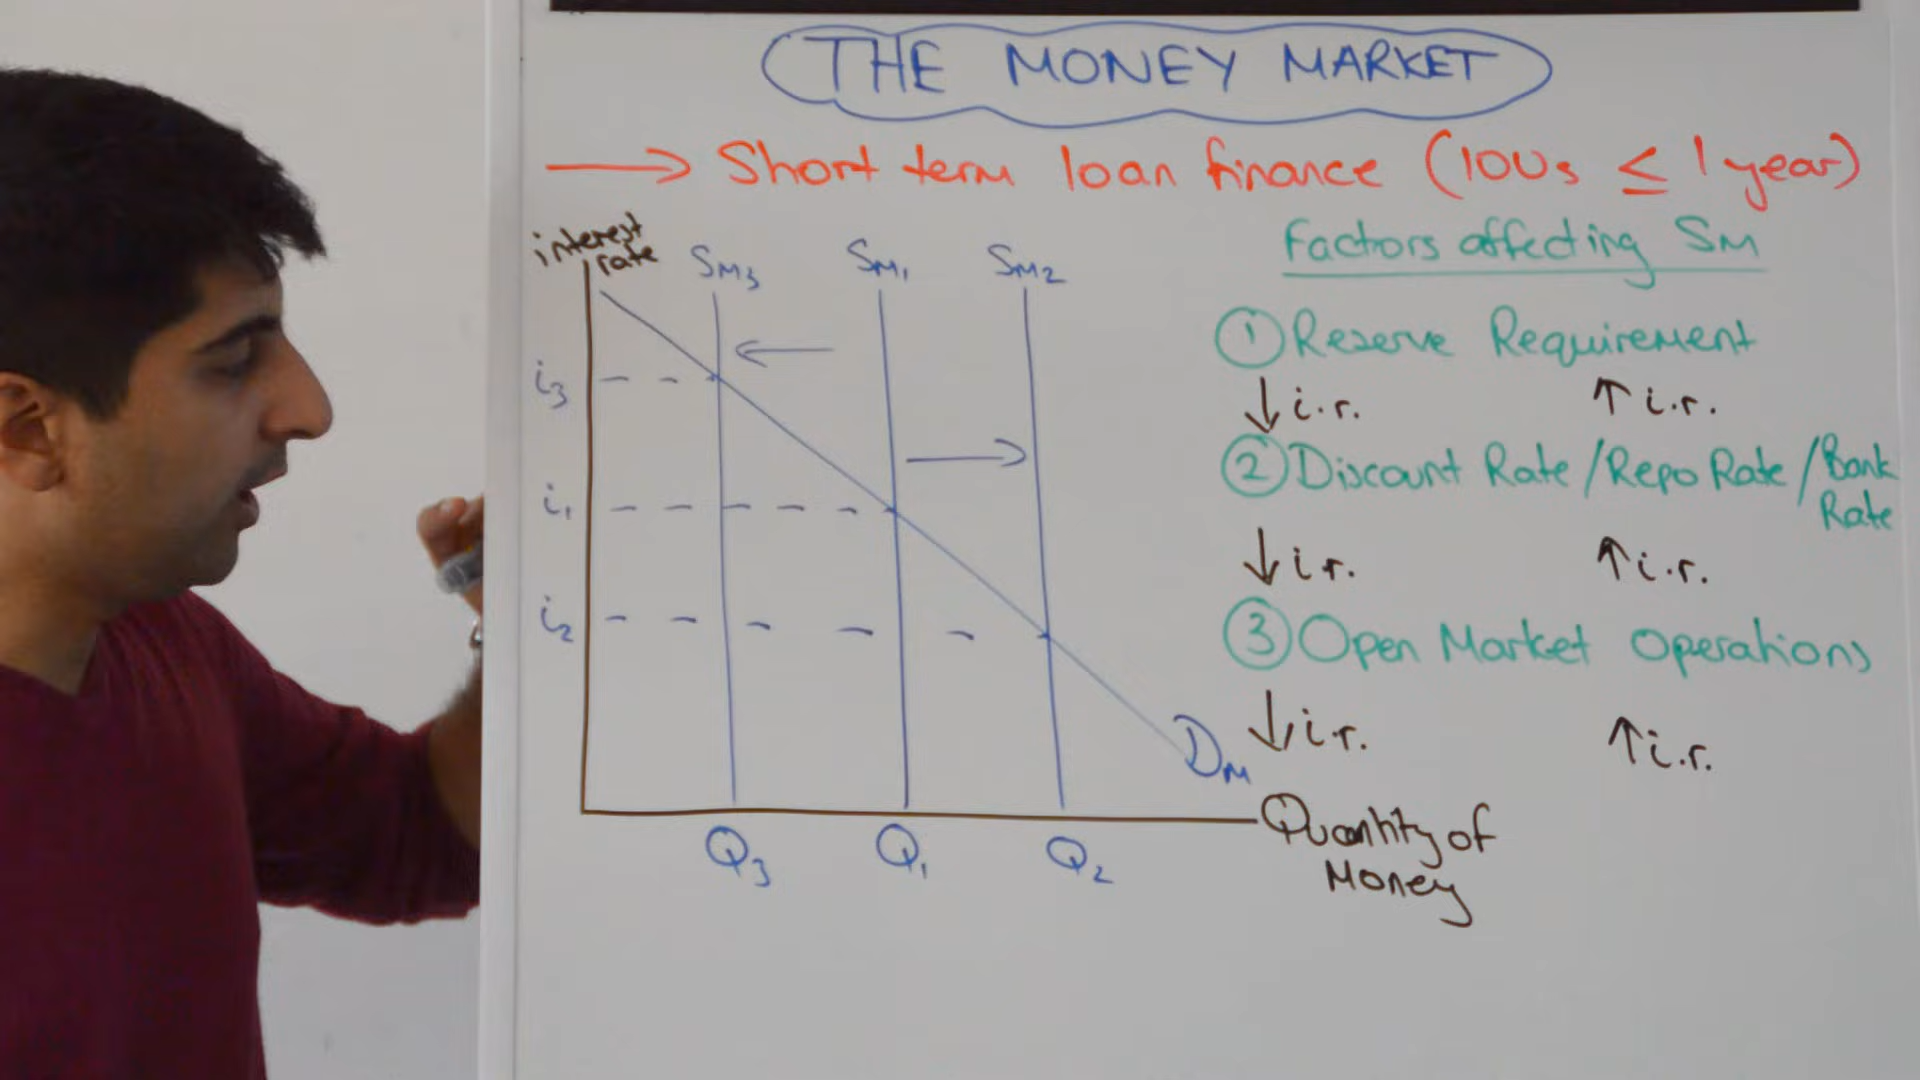 THE MONEY MARKET
→ Short term loan finance (IOUs ≤ 1 year)
interest rate
SM3 SM1 SM2
i3
i1
i2
DM
Q3 Q1 Q2
Quantity of
Money
Factors affecting SM
① Reserve Requirement
↓ i.r. ↑ i.r.
② Discount Rate / Repo Rate / Bank Rate
↓ i.r. ↑ i.r.
③ Open Market Operations
↓ i.r. ↑ i.r.